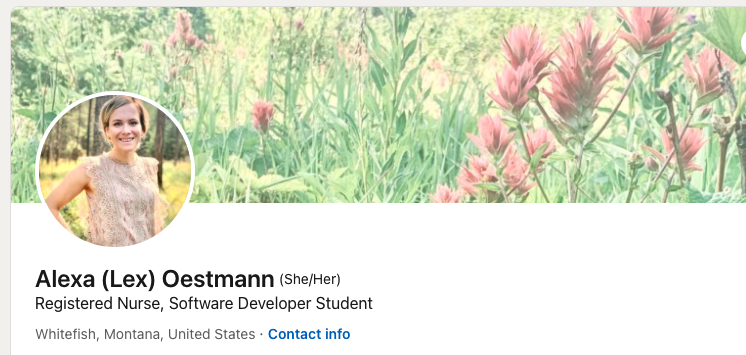 Alexa (Lex) Oestmann (She/Her)
Registered Nurse, Software Developer Student
Whitefish, Montana, United States · Contact info